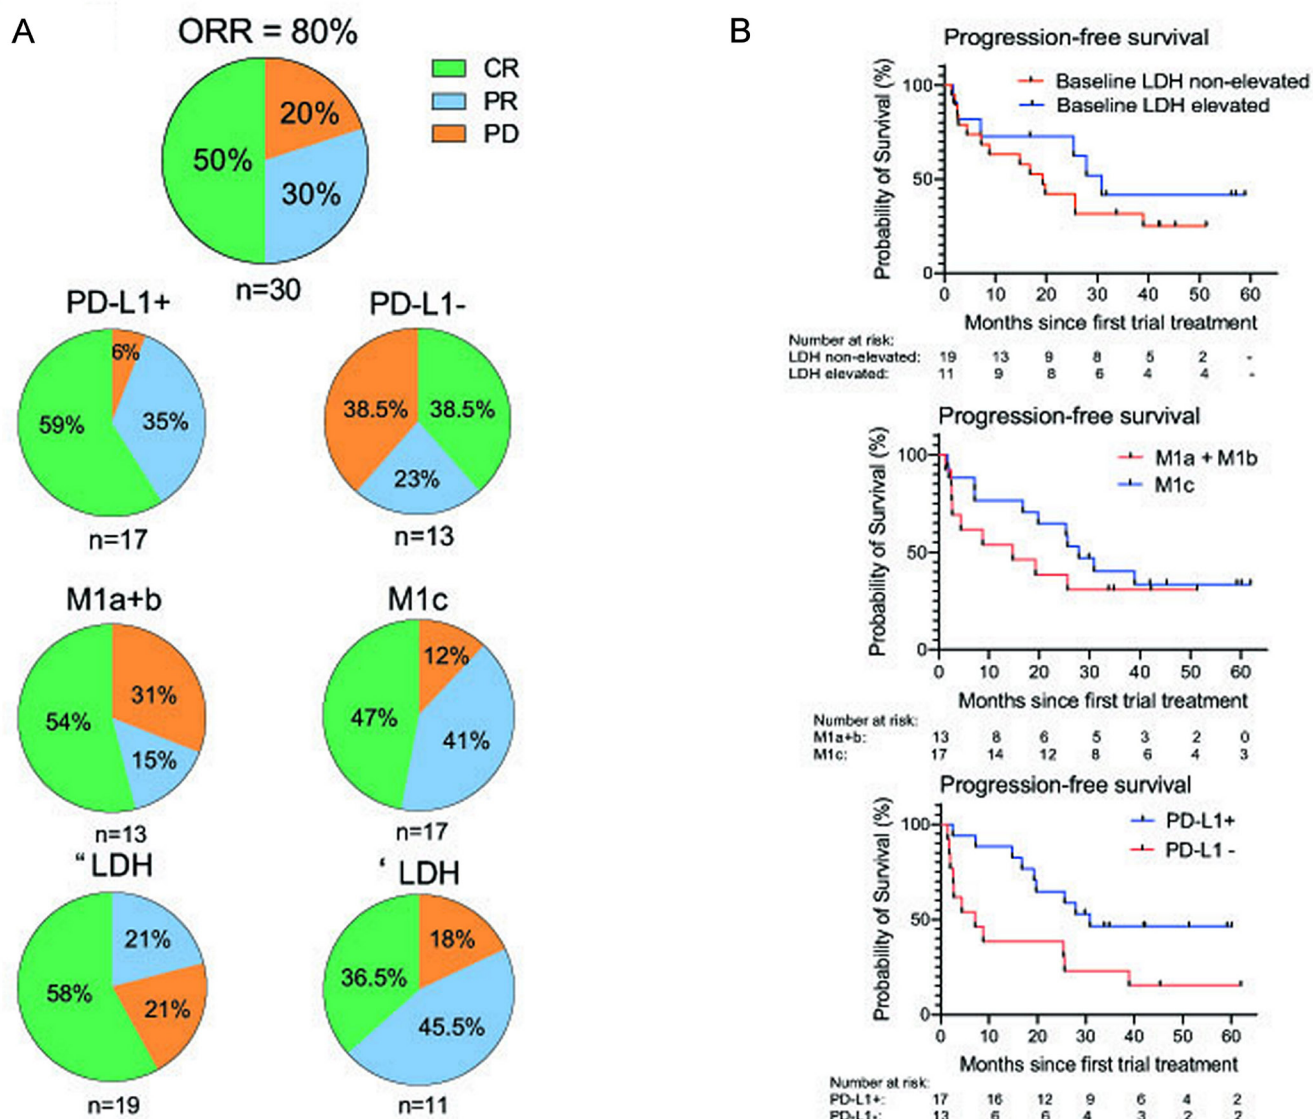 A
ORR = 80%
CR
PR
PD
50%
20%
30%
n=30
PD-L1+
6%
59%
35%
n=17
PD-L1-
38.5%
38.5%
23%
n=13
M1a+b
31%
54%
15%
n=13
M1c
12%
47%
41%
n=17
“ LDH
21%
58%
21%
n=19
‘ LDH
18%
36.5%
45.5%
n=11
B
Progression-free survival
Baseline LDH non-elevated
Baseline LDH elevated
Probability of Survival (%)
100
50
0
0 10 20 30 40 50 60
Months since first trial treatment
Number at risk:
LDH non-elevated: 19 13 9 8 5 2 -
LDH elevated: 11 9 8 6 4 4 -
Progression-free survival
M1a + M1b
M1c
Probability of Survival (%)
100
50
0
0 10 20 30 40 50 60
Months since first trial treatment
Number at risk:
M1a+b: 13 8 6 5 3 2 0
M1c: 17 14 12 8 6 4 3
Progression-free survival
PD-L1+
PD-L1 -
Probability of Survival (%)
100
50
0
0 10 20 30 40 50 60
Months since first trial treatment
Number at risk:
PD-L1+: 17 16 12 9 6 4 2
PD-L1-: 13 6 6 4 3 2 2